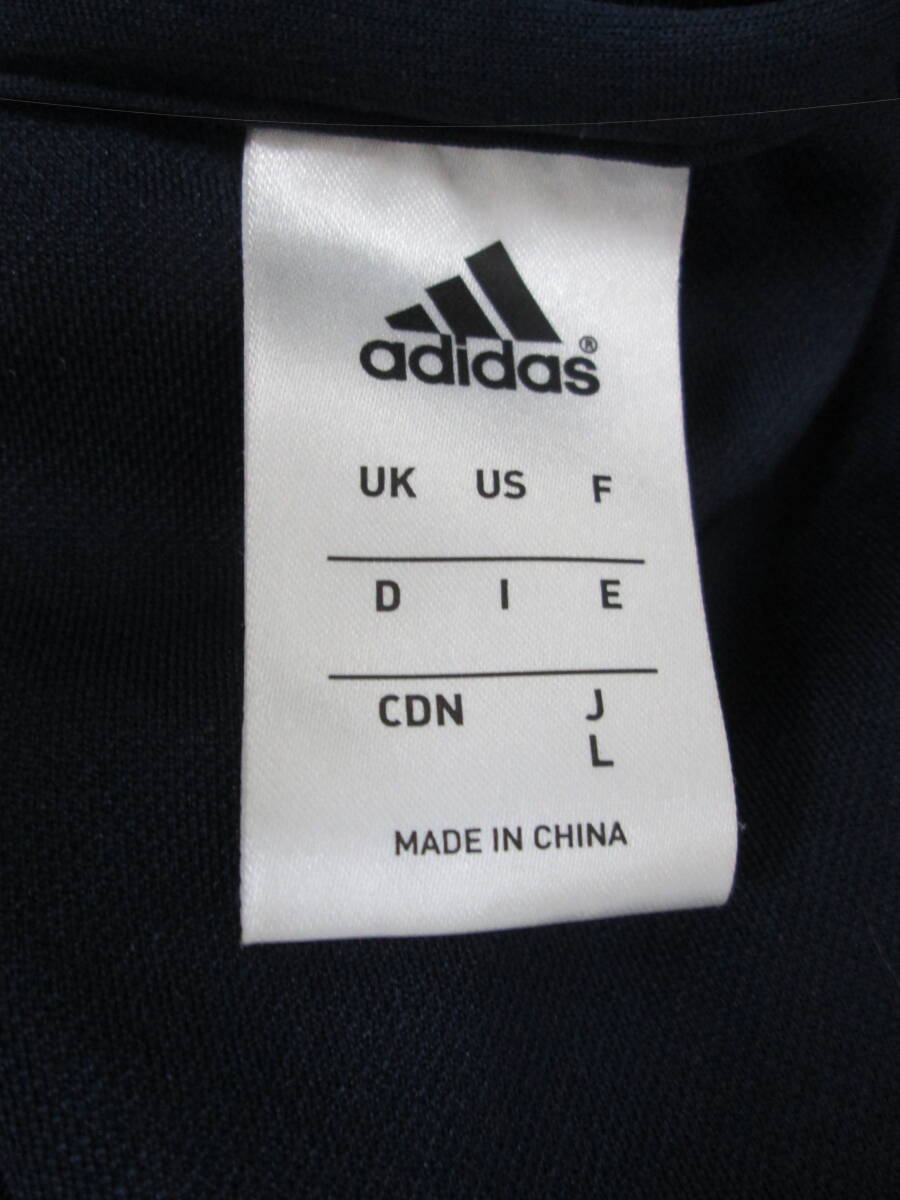 adidas®
UK US F
D I E
CDN J
L
MADE IN CHINA